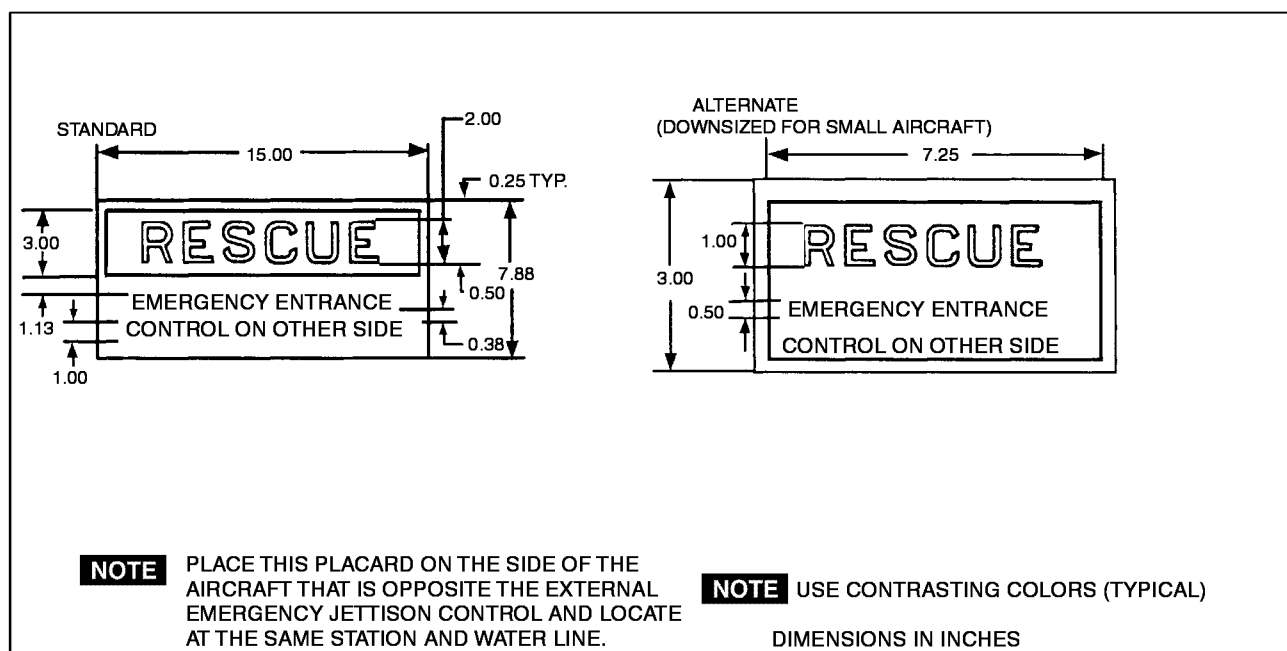 STANDARD
15.00
2.00
0.25 TYP.
3.00
RESCUE
7.88
0.50
EMERGENCY ENTRANCE
1.13
CONTROL ON OTHER SIDE
0.38
1.00
ALTERNATE
(DOWNSIZED FOR SMALL AIRCRAFT)
7.25
1.00
RESCUE
3.00
0.50
EMERGENCY ENTRANCE
CONTROL ON OTHER SIDE
NOTE PLACE THIS PLACARD ON THE SIDE OF THE
AIRCRAFT THAT IS OPPOSITE THE EXTERNAL
EMERGENCY JETTISON CONTROL AND LOCATE
AT THE SAME STATION AND WATER LINE.
NOTE USE CONTRASTING COLORS (TYPICAL)
DIMENSIONS IN INCHES